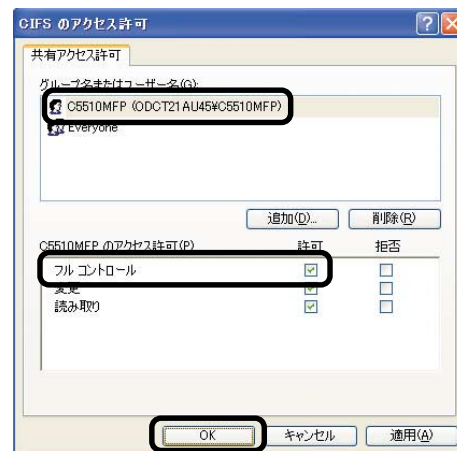 CIFS のアクセス許可
共有アクセス許可
グループ名またはユーザー名(G):
C5510MFP (ODCT21AU45¥C5510MFP)
Everyone
追加(D)... 削除(R)
C5510MFP のアクセス許可(P) 許可 拒否
フル コントロール
変更
読み取り
OK キャンセル 適用(A)